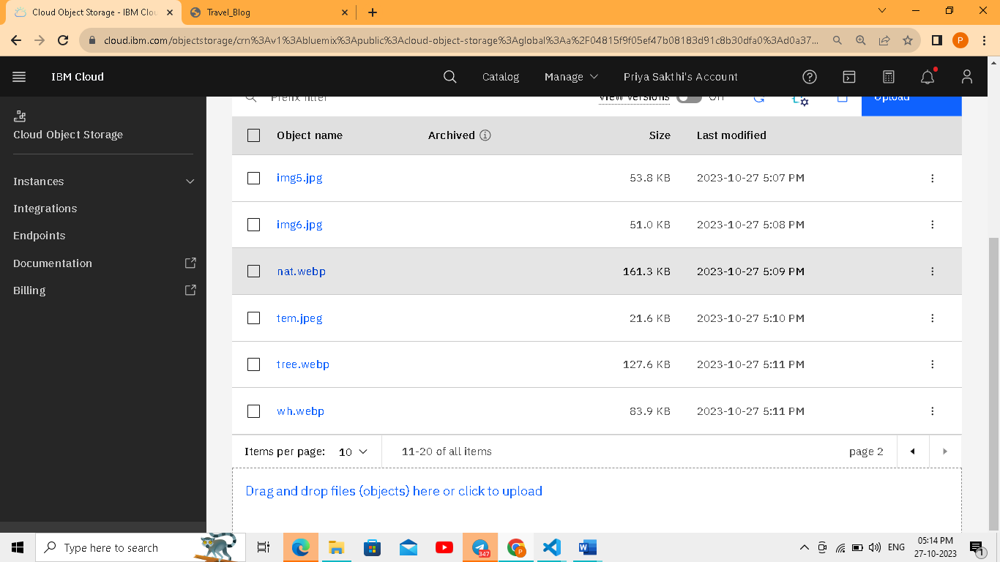 Cloud Object Storage - IBM Clou
Travel_Blog
cloud.ibm.com/objectstorage/crn%3Av1%3Abluemix%3Apublic%3Acloud-object-storage%3Aglobal%3Aa%2F04815f9f05ef47b08183d91c8b30dfa0%3Ad0a37...
P
IBM Cloud
Catalog
Manage
Priya Sakthi's Account
Prefix filter
View versions
Off
Upload
Cloud Object Storage
Instances
Integrations
Endpoints
Documentation
Billing
Object name Archived Size Last modified
img5.jpg 53.8 KB 2023-10-27 5:07 PM
img6.jpg 51.0 KB 2023-10-27 5:08 PM
nat.webp 161.3 KB 2023-10-27 5:09 PM
tem.jpeg 21.6 KB 2023-10-27 5:10 PM
tree.webp 127.6 KB 2023-10-27 5:11 PM
wh.webp 83.9 KB 2023-10-27 5:11 PM
Items per page: 10 11-20 of all items page 2
Drag and drop files (objects) here or click to upload
Type here to search
347
P
ENG
05:14 PM
27-10-2023
1